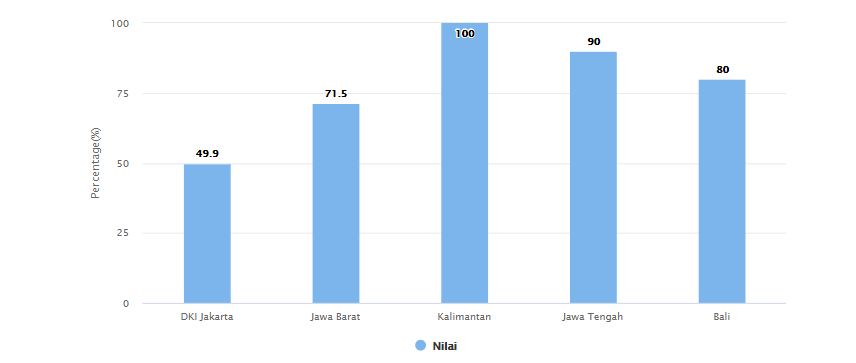 100
75
50
25
0
Percentage(%)
49.9
71.5
100
90
80
DKI Jakarta
Jawa Barat
Kalimantan
Jawa Tengah
Bali
Nilai